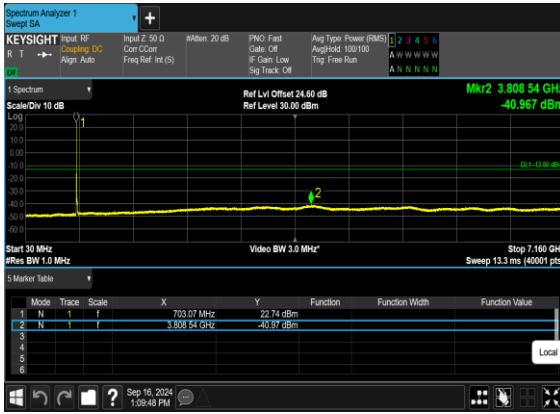 Spectrum Analyzer 1
Swept SA
KEYSIGHT Input: RF Input Z: 50 Ω #Atten: 20 dB PNO: Fast Avg Type: Power (RMS) 1 2 3 4 5 6
R T Coupling: DC Corr CCorr Gate: Off Avg|Hold: 100/100 A W W W W W
Align: Auto Freq Ref: Int (S) IF Gain: Low Trig: Free Run
Sig Track: Off A N N N N N
LXI
1 Spectrum
Scale/Div 10 dB
Ref Lvl Offset 24.60 dB
Ref Level 30.00 dBm
Mkr2 3.808 54 GHz
-40.967 dBm
Log
20.0
10.0
0.00
-10.0
-20.0
-30.0
-40.0
-50.0
-60.0
1
2
DL1 -13.00 dBm
Start 30 MHz Video BW 3.0 MHz* Stop 7.160 GHz
#Res BW 1.0 MHz Sweep 13.3 ms (40001 pts)
5 Marker Table
Mode Trace Scale X Y Function Function Width Function Value
1 N 1 f 703.07 MHz 22.74 dBm
2 N 1 f 3.808 54 GHz -40.97 dBm
3
4
5
6
Local
?
Sep 16, 2024
1:09:48 PM